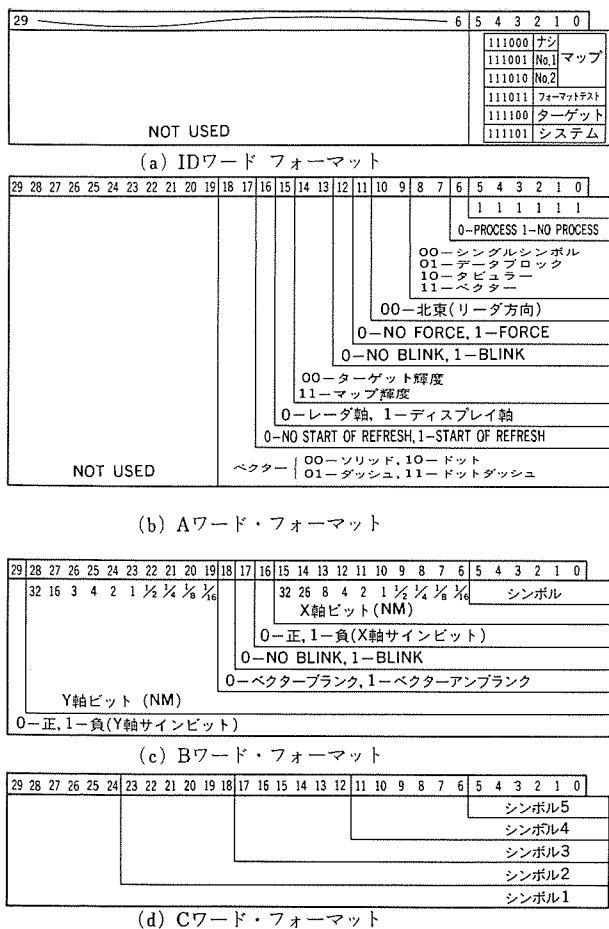 29 6 5 4 3 2 1 0
111000 ナシ
111001 No.1 マップ
111010 No.2
111011 フォーマットテスト
111100 ターゲット
111101 システム
NOT USED
(a) IDワード フォーマット
29 28 27 26 25 24 23 22 21 20 19 18 17 16 15 14 13 12 11 10 9 8 7 6 5 4 3 2 1 0
1 1 1 1 1 1
0-PROCESS 1-NO PROCESS
00-シングルシンボル
01-データブロック
10-タビュラー
11-ベクター
00-北東(リーダ方向)
0-NO FORCE, 1-FORCE
0-NO BLINK, 1-BLINK
00-ターゲット輝度
11-マップ輝度
0-レーダ軸, 1-ディスプレイ軸
0-NO START OF REFRESH, 1-START OF REFRESH
ベクター 00-ソリッド, 10-ドット
01-ダッシュ, 11-ドットダッシュ
NOT USED
(b) Aワード・フォーマット
29 28 27 26 25 24 23 22 21 20 19 18 17 16 15 14 13 12 11 10 9 8 7 6 5 4 3 2 1 0
32 16 3 4 2 1 1/2 1/4 1/8 1/16 32 26 8 4 2 1 1/2 1/4 1/8 1/16 シンボル
X軸ビット(NM)
0-正, 1-負(X軸サインビット)
0-NO BLINK, 1-BLINK
0-ベクターブランク, 1-ベクターアンブランク
Y軸ビット (NM)
0-正, 1-負(Y軸サインビット)
(c) Bワード・フォーマット
29 28 27 26 25 24 23 22 21 20 19 18 17 16 15 14 13 12 11 10 9 8 7 6 5 4 3 2 1 0
シンボル5
シンボル4
シンボル3
シンボル2
シンボル1
(d) Cワード・フォーマット